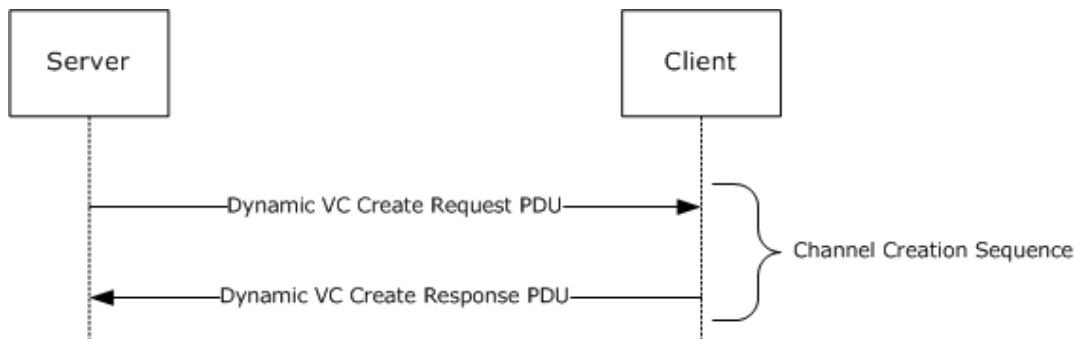 Server
Client
Dynamic VC Create Request PDU
Channel Creation Sequence
Dynamic VC Create Response PDU